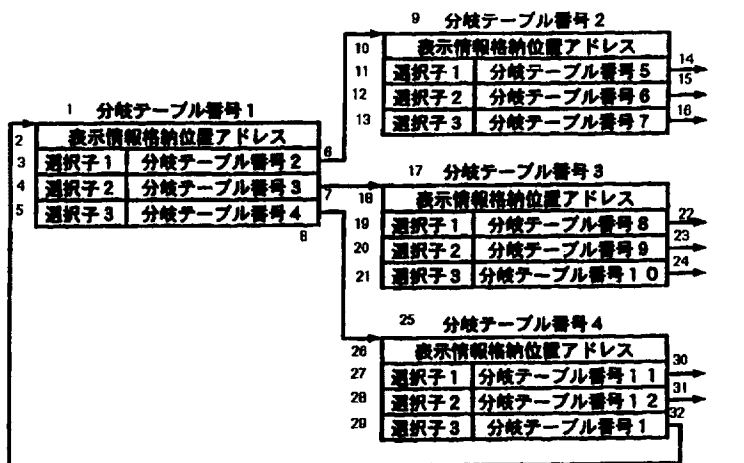 1 分岐テーブル番号1
2 表示情報格納位置アドレス
3 選択子1 分岐テーブル番号2 6
4 選択子2 分岐テーブル番号3 7
5 選択子3 分岐テーブル番号4 8
9 分岐テーブル番号2
10 表示情報格納位置アドレス
11 選択子1 分岐テーブル番号5 14
12 選択子2 分岐テーブル番号6 15
13 選択子3 分岐テーブル番号7 16
17 分岐テーブル番号3
18 表示情報格納位置アドレス
19 選択子1 分岐テーブル番号8 22
20 選択子2 分岐テーブル番号9 23
21 選択子3 分岐テーブル番号10 24
25 分岐テーブル番号4
26 表示情報格納位置アドレス
27 選択子1 分岐テーブル番号11 30
28 選択子2 分岐テーブル番号12 31
29 選択子3 分岐テーブル番号1 32